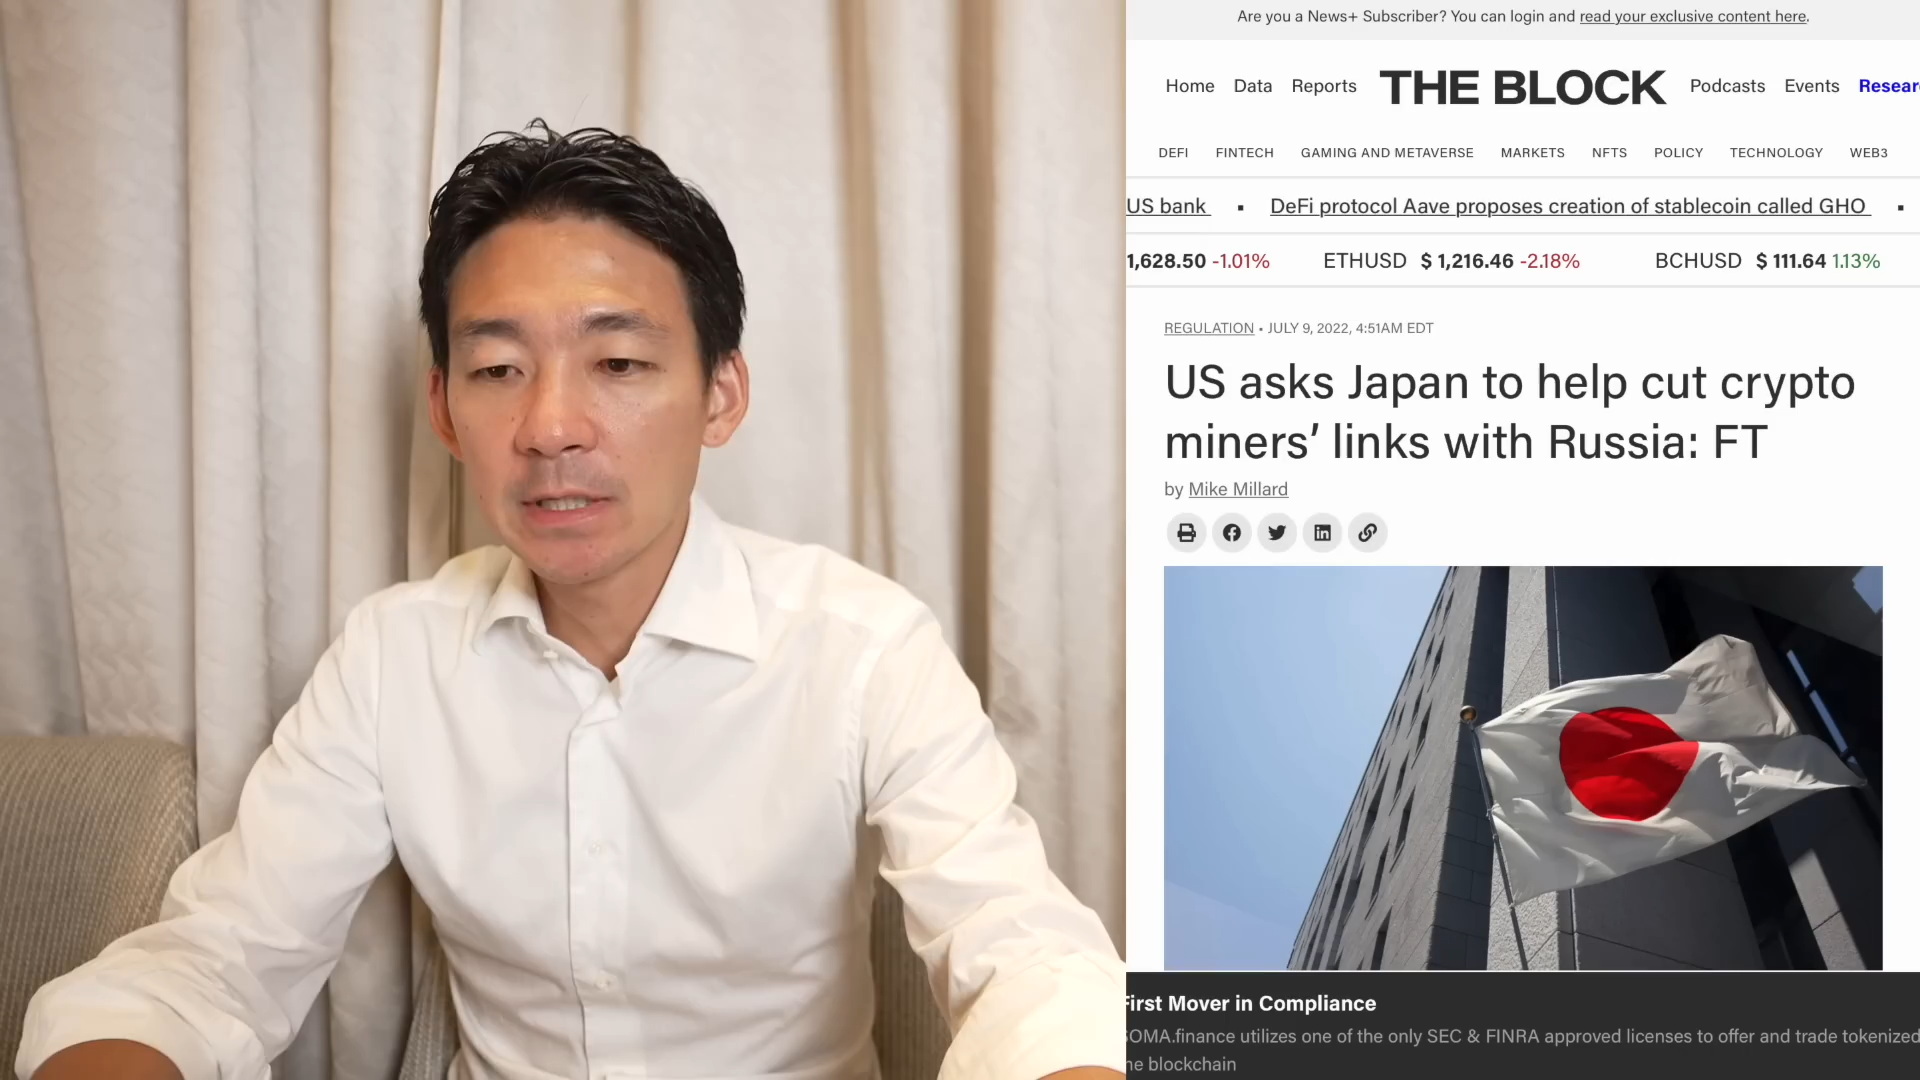 Are you a News+ Subscriber? You can login and read your exclusive content here.
Home Data Reports THE BLOCK Podcasts Events
DEFI FINTECH GAMING AND METAVERSE MARKETS NFTS POLICY TECHNOLOGY WEB3
US bank ▪ DeFi protocol Aave proposes creation of stablecoin called GHO ▪
1,628.50 -1.01% ETHUSD $ 1,216.46 -2.18% BCHUSD $ 111.64 1.13%
REGULATION • JULY 9, 2022, 4:51AM EDT
US asks Japan to help cut crypto
miners’ links with Russia: FT
by Mike Millard
First Mover in Compliance
SOMA.finance utilizes one of the only SEC & FINRA approved licenses to offer and trade tokenized
blockchain